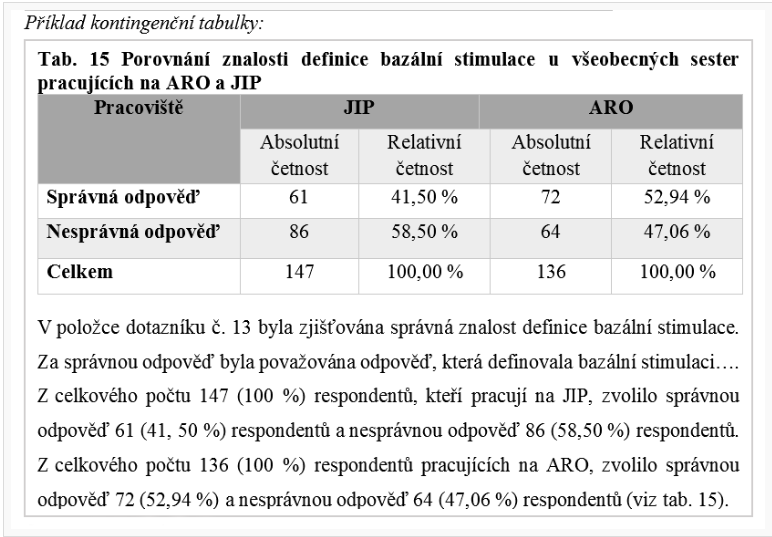 Příklad kontingenční tabulky:
Tab. 15 Porovnání znalosti definice bazální stimulace u všeobecných sester
pracujících na ARO a JIP
Pracoviště JIP ARO
Absolutní četnost Relativní četnost Absolutní četnost Relativní četnost
Správná odpověď 61 41,50 % 72 52,94 %
Nesprávná odpověď 86 58,50 % 64 47,06 %
Celkem 147 100,00 % 136 100,00 %
V položce dotazníku č. 13 byla zjišťována správná znalost definice bazální stimulace.
Za správnou odpověď byla považována odpověď, která definovala bazální stimulaci….
Z celkového počtu 147 (100 %) respondentů, kteří pracují na JIP, zvolilo správnou
odpověď 61 (41, 50 %) respondentů a nesprávnou odpověď 86 (58,50 %) respondentů.
Z celkového počtu 136 (100 %) respondentů pracujících na ARO, zvolilo správnou
odpověď 72 (52,94 %) a nesprávnou odpověď 64 (47,06 %) respondentů (viz tab. 15).